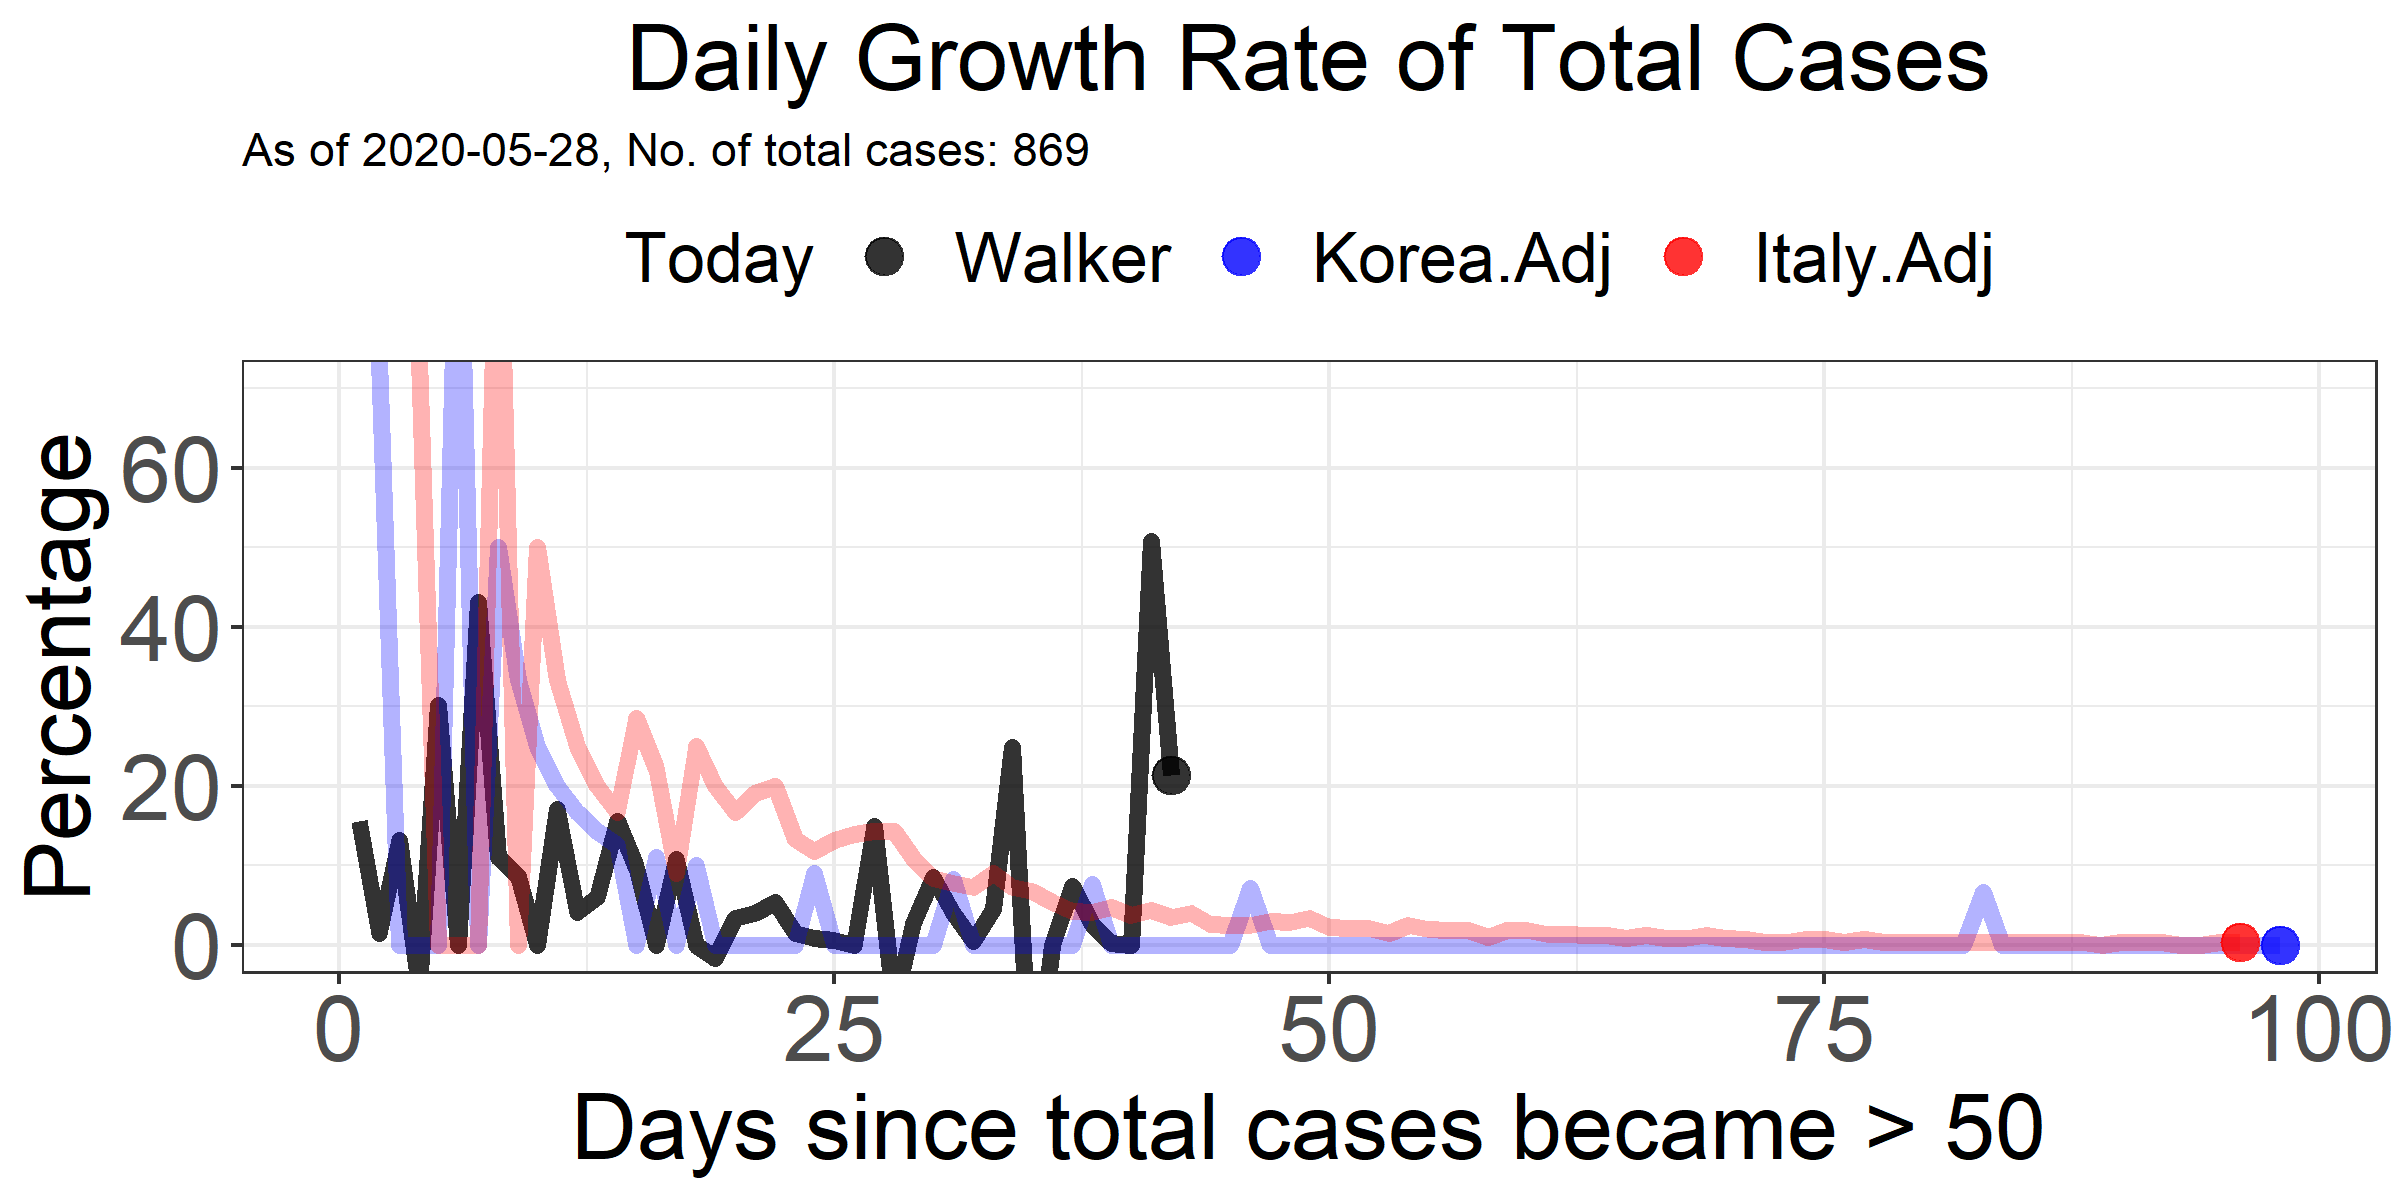 Daily Growth Rate of Total Cases
As of 2020-05-28, No. of total cases: 869
Today Walker Korea.Adj Italy.Adj
Percentage
60
40
20
0
0 25 50 75 100
Days since total cases became > 50